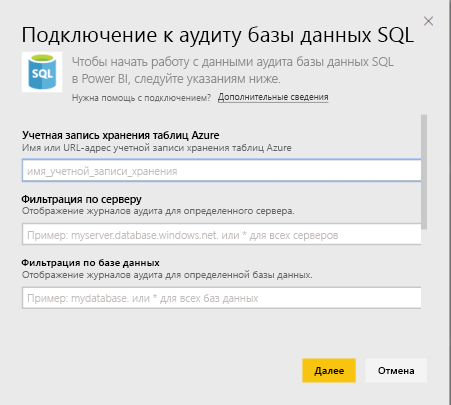 Подключение к аудиту базы данных SQL
SQL
Чтобы начать работу с данными аудита базы данных SQL
в Power BI, следуйте указаниям ниже.
Нужна помощь с подключением? Дополнительные сведения
Учетная запись хранения таблиц Azure
Имя или URL-адрес учетной записи хранения таблиц Azure
имя_учетной_записи_хранения
Фильтрация по серверу
Отображение журналов аудита для определенного сервера.
Пример: myserver.database.windows.net. или * для всех серверов
Фильтрация по базе данных
Отображение журналов аудита для определенной базы данных.
Пример: mydatabase. или * для всех баз данных
Далее
Отмена